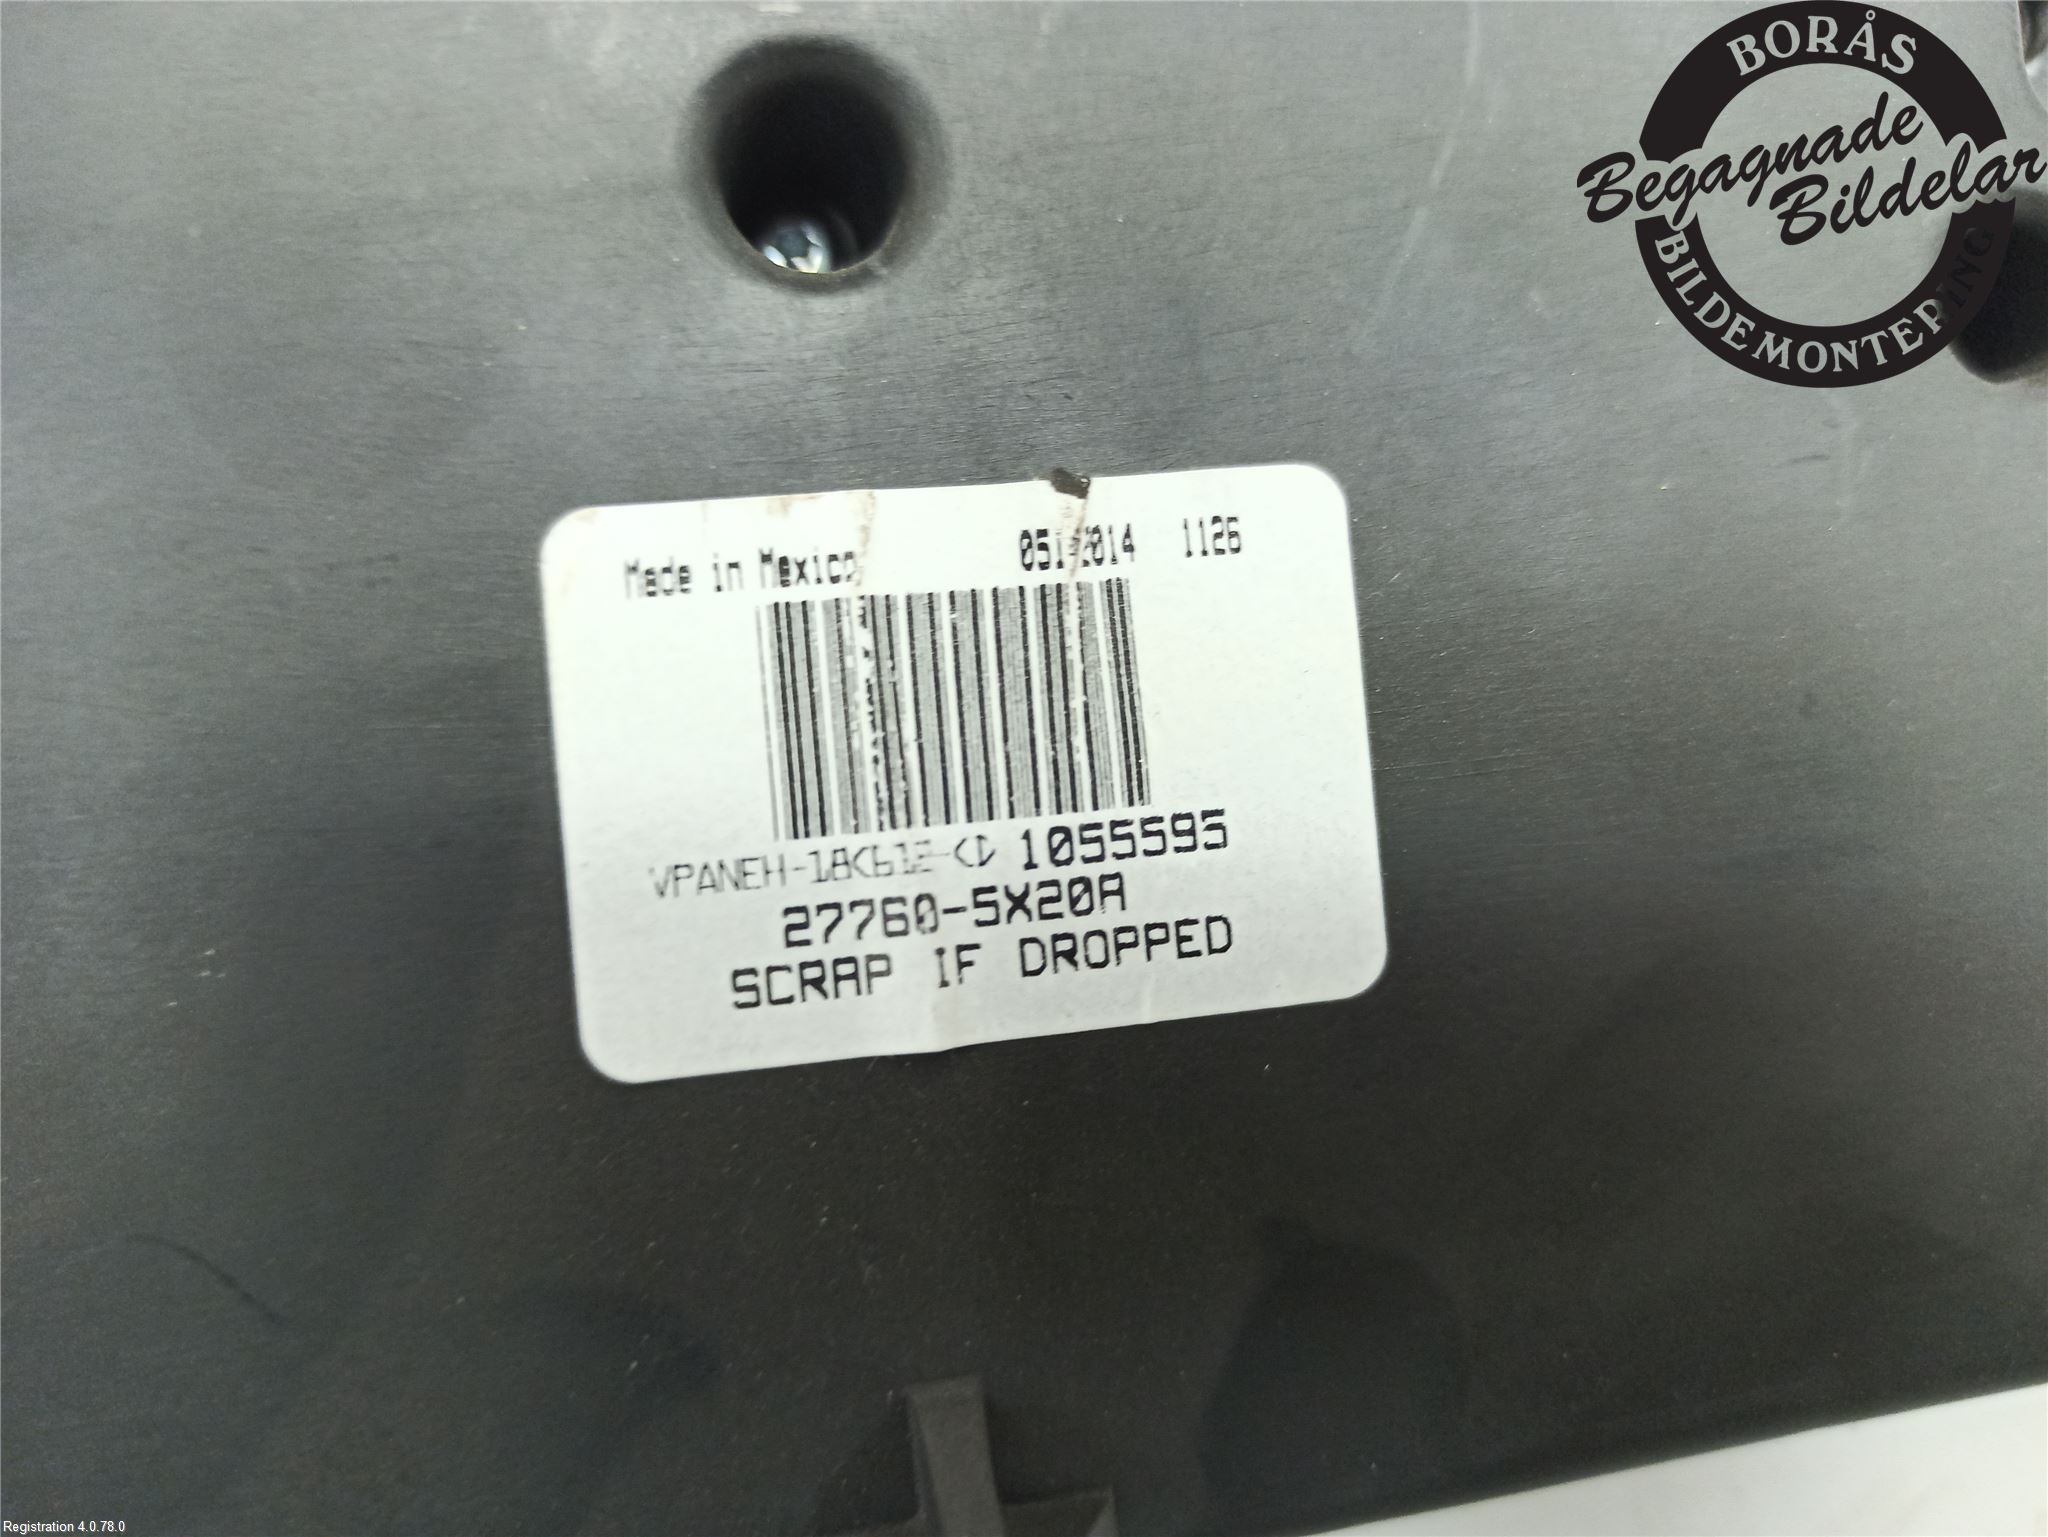 BORÅS
Begagnade
Bildelar
BILDEMONTERING
Made in Mexico
1126
1055595
27760-5X20A
SCRAP IF DROPPED
Registration 4.0.78.0